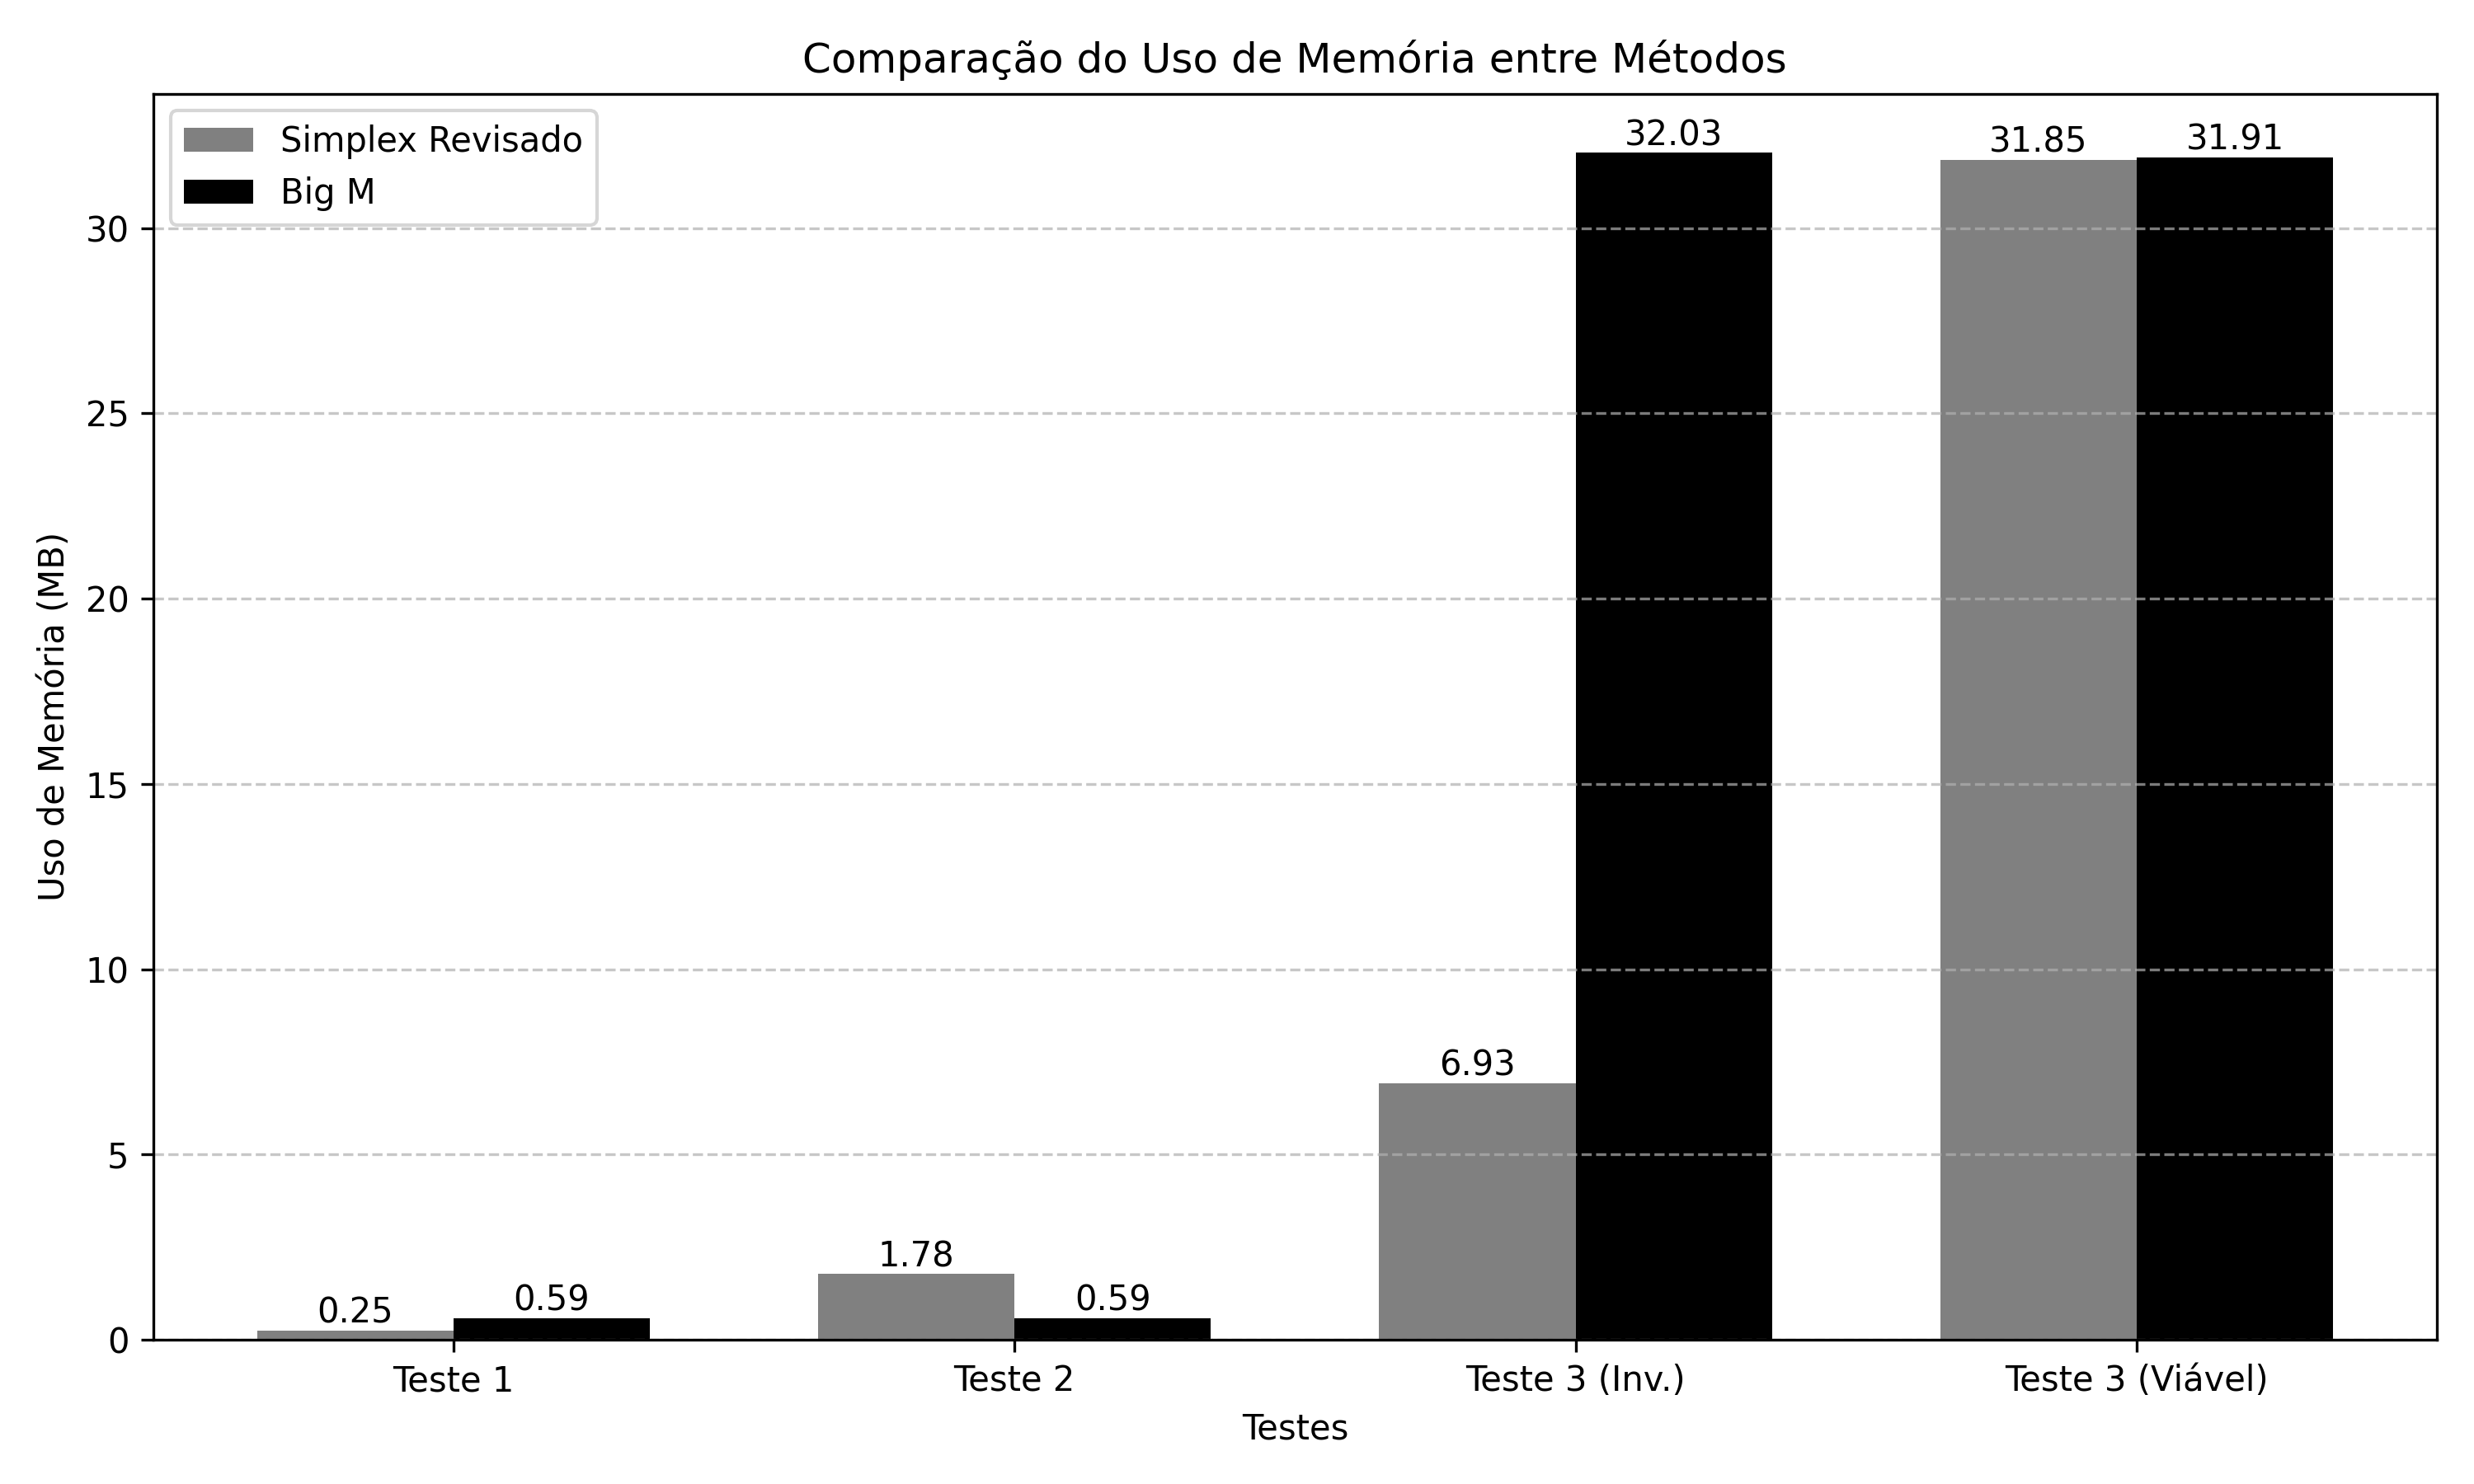 Comparação do Uso de Memória entre Métodos
Simplex Revisado
Big M
32.03
31.85
31.91
30
25
20
15
10
5
0
Uso de Memória (MB)
6.93
1.78
0.25
0.59
0.59
Teste 1
Teste 2
Teste 3 (Inv.)
Teste 3 (Viável)
Testes